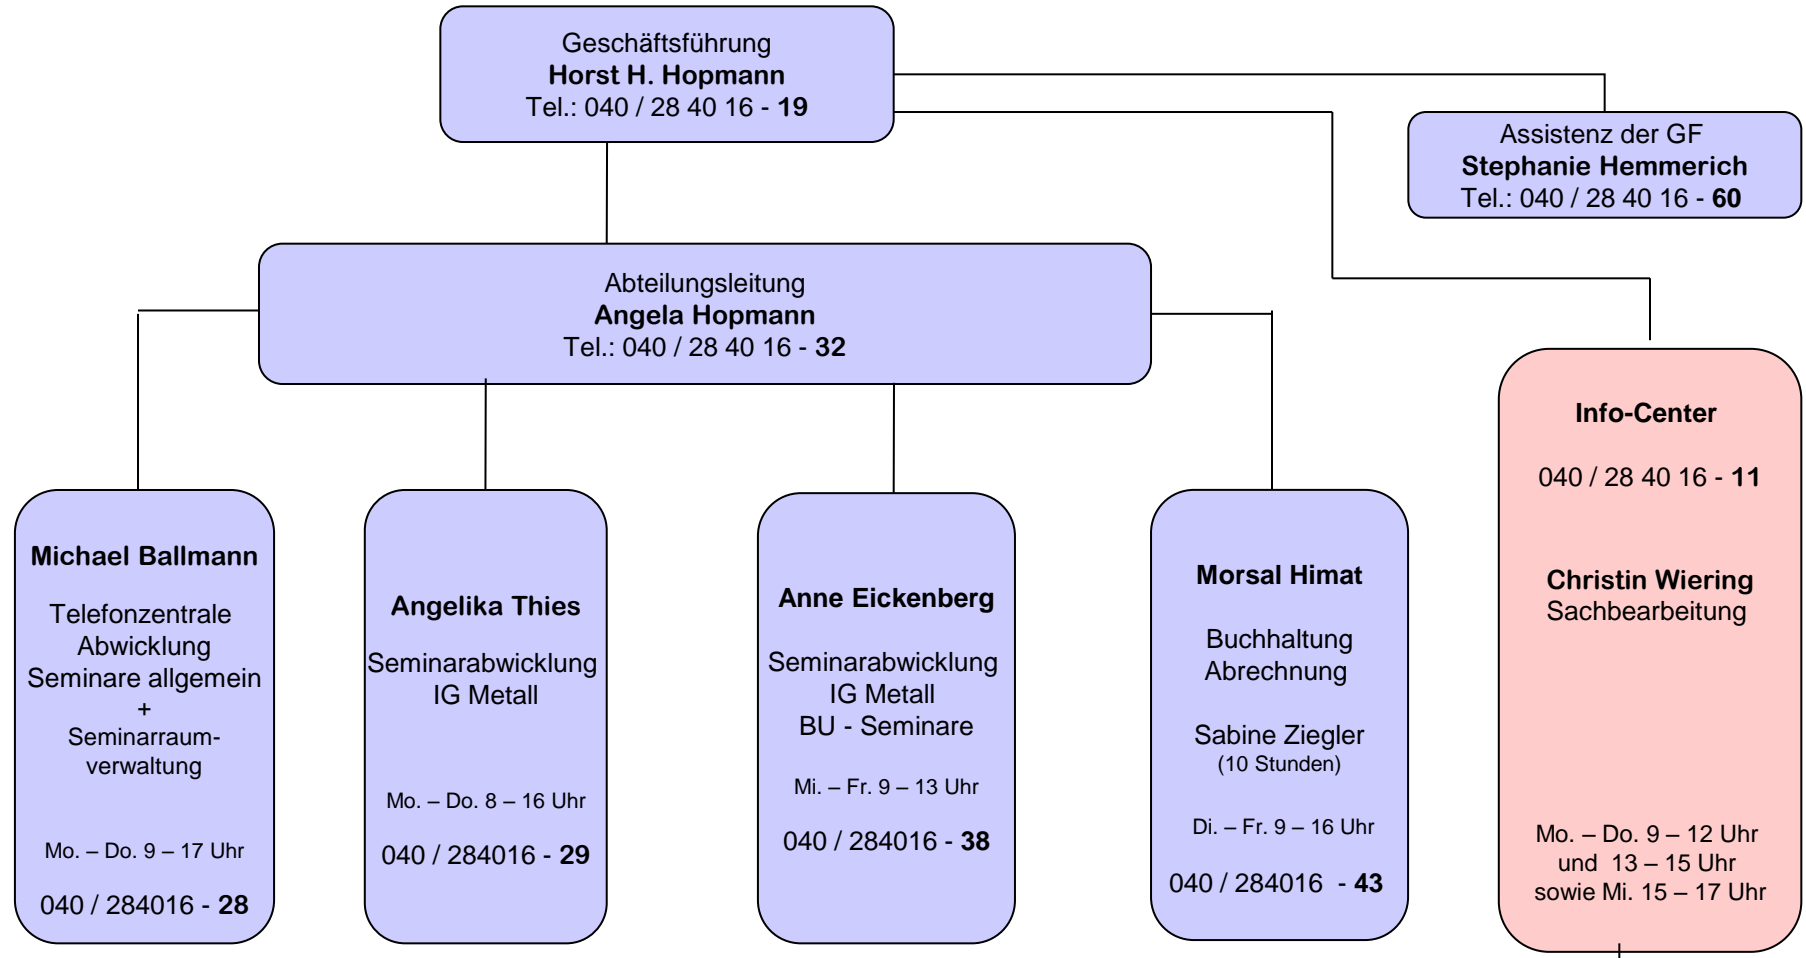 Geschäftsführung
Horst H. Hopmann
Tel.: 040 / 28 40 16 - 19
Assistenz der GF
Stephanie Hemmerich
Tel.: 040 / 28 40 16 - 60
Abteilungsleitung
Angela Hopmann
Tel.: 040 / 28 40 16 - 32
Michael Ballmann
Telefonzentrale
Abwicklung
Seminare allgemein
+
Seminarraum-
verwaltung
Mo. – Do. 9 – 17 Uhr
040 / 284016 - 28
Angelika Thies
Seminarabwicklung
IG Metall
Mo. – Do. 8 – 16 Uhr
040 / 284016 - 29
Anne Eickenberg
Seminarabwicklung
IG Metall
BU - Seminare
Mi. – Fr. 9 – 13 Uhr
040 / 284016 - 38
Morsal Himat
Buchhaltung
Abrechnung
Sabine Ziegler
(10 Stunden)
Di. – Fr. 9 – 16 Uhr
040 / 284016 - 43
Info-Center
040 / 28 40 16 - 11
Christin Wiering
Sachbearbeitung
Mo. – Do. 9 – 12 Uhr
und 13 – 15 Uhr
sowie Mi. 15 – 17 Uhr